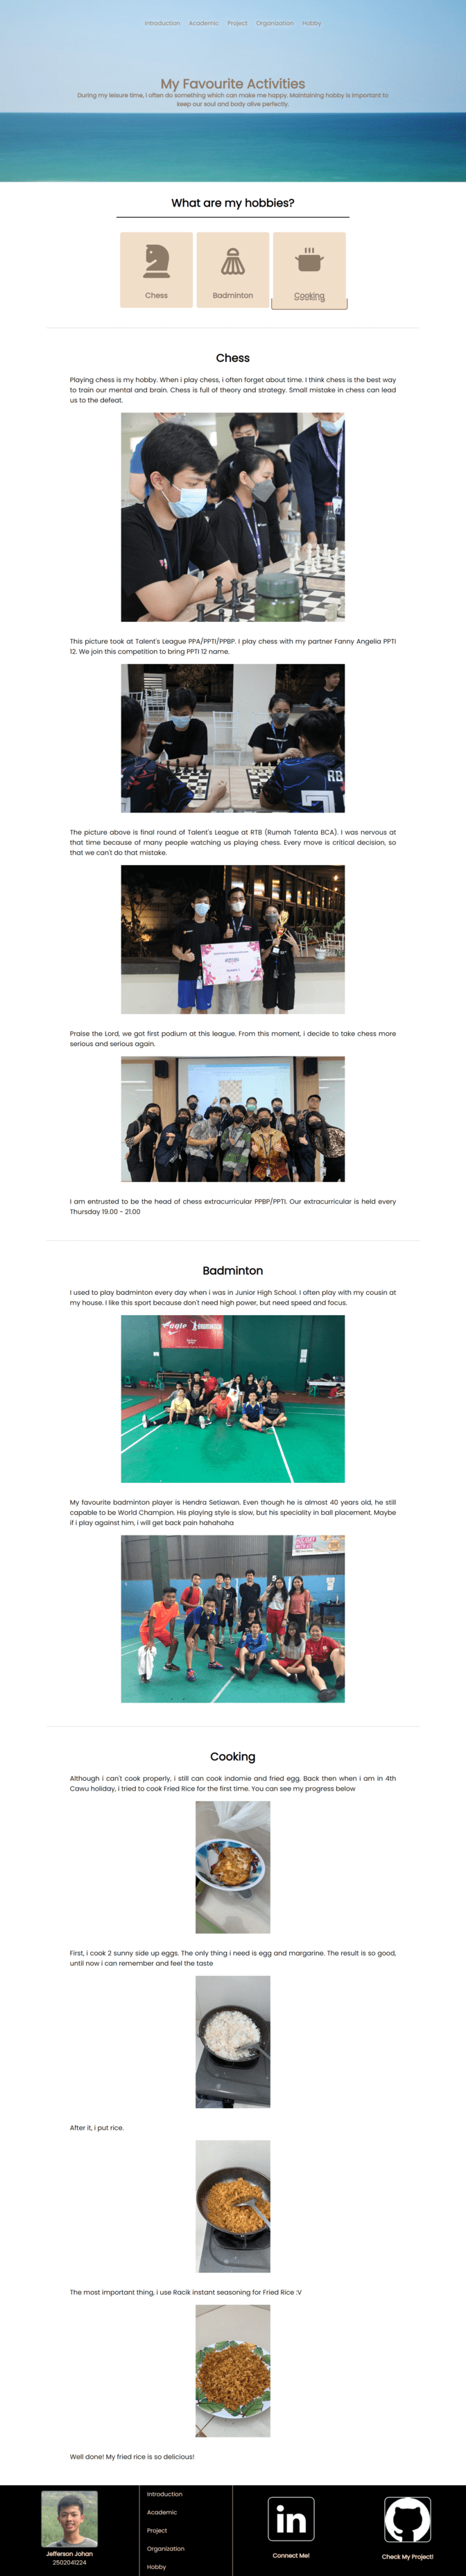 Introduction Academic Project Organization Hobby
My Favourite Activities
During my leisure time, i often do something which can make me happy. Maintaining hobby is important to
keep our soul and body alive perfectly.
What are my hobbies?
Chess Badminton Cooking
Chess
Playing chess is my hobby. When i play chess, i often forget about time. I think chess is the best way
to train our mental and brain. Chess is full of theory and strategy. Small mistake in chess can lead
us to the defeat.
This picture took at Talent's League PPA/PPTI/PPBP. I play chess with my partner Fanny Angelia PPTI
12. We join this competition to bring PPTI 12 name.
RB
The picture above is final round of Talent's League at RTB (Rumah Talenta BCA). I was nervous at
that time because of many people watching us playing chess. Every move is critical decision, so
that we can't do that mistake.
Praise the Lord, we got first podium at this league. From this moment, i decide to take chess more
serious and serious again.
I am entrusted to be the head of chess extracurricular PPBP/PPTI. Our extracurricular is held every
Thursday 19.00 - 21.00
Badminton
I used to play badminton every day when i was in Junior High School. I often play with my cousin at
my house. I like this sport because don't need high power, but need speed and focus.
My favourite badminton player is Hendra Setiawan. Even though he is almost 40 years old, he still
capable to be World Champion. His playing style is slow, but his speciality in ball placement. Maybe
if i play against him, i will get back pain hahahaha
Cooking
Although i can't cook properly, i still can cook indomie and fried egg. Back then when i am in 4th
Cawu holiday, i tried to cook Fried Rice for the first time. You can see my progress below
First, i cook 2 sunny side up eggs. The only thing i need is egg and margarine. The result is so good,
until now i can remember and feel the taste
After it, i put rice.
The most important thing, i use Racik instant seasoning for Fried Rice :V
Well done! My fried rice is so delicious!
Jefferson Johan
2502041224
Introduction
Academic
Project
Organization
Hobby
in
Connect Me!
Check My Project!